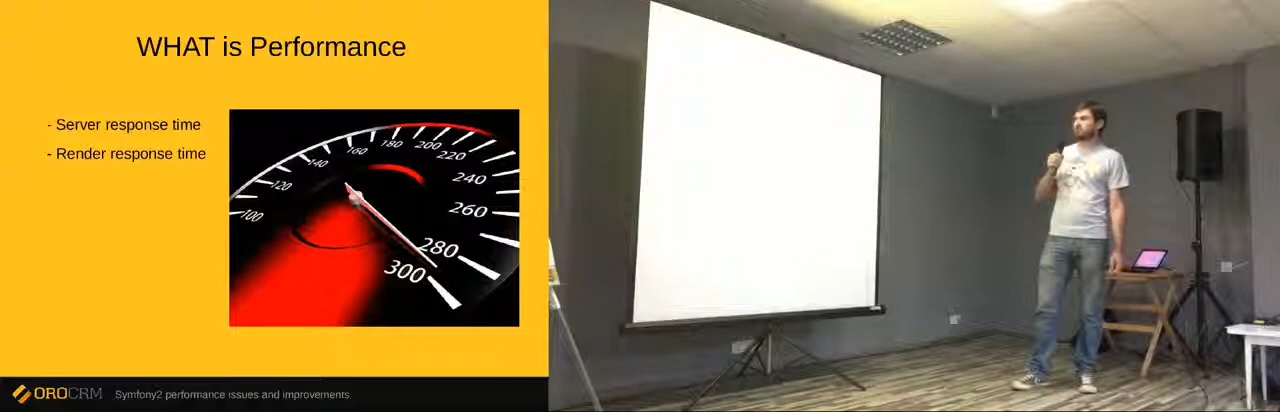 WHAT is Performance
- Server response time
- Render response time
100
120
140
160
180
200
220
240
260
280
300
OROCRM Symfony2 performance issues and improvements